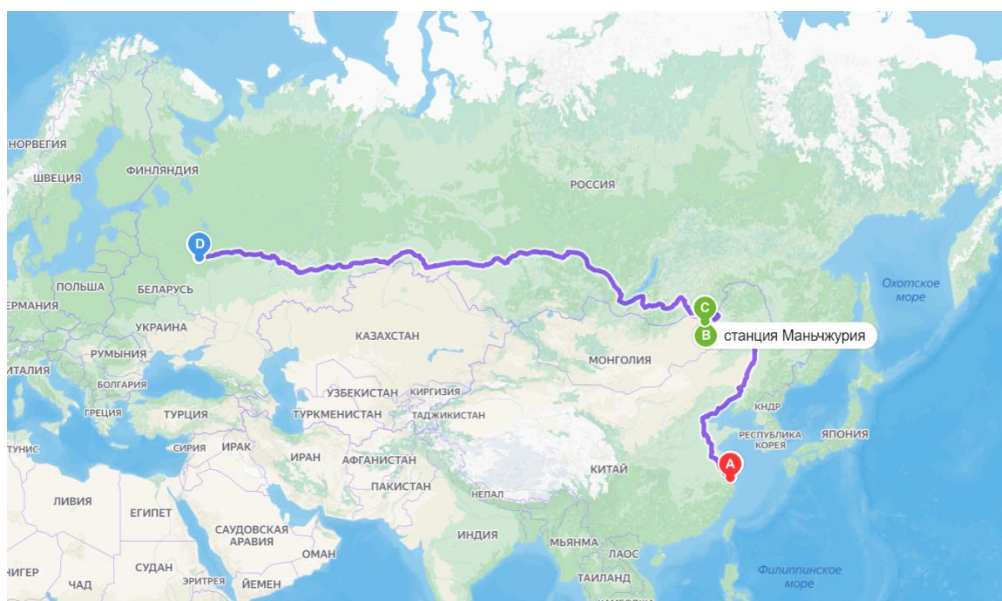 НОРВЕГИЯ
ШВЕЦИЯ
ФИНЛЯНДИЯ
РОССИЯ
D
ПОЛЬША
БЕЛАРУСЬ
ЕРМАНИЯ
УКРАИНА
РУМЫНИЯ
ИТАЛИЯ
БОЛГАРИЯ
ГРЕЦИЯ
ТУРЦИЯ
КАЗАХСТАН
МОНГОЛИЯ
C
B
станция Маньчжурия
Охотское
море
УЗБЕКИСТАН
КИРГИЗИЯ
ТУРКМЕНИСТАН
ТАДЖИКИСТАН
КНДР
РЕСПУБЛИКА
КОРЕЯ
ЯПОНИЯ
ТУНИС
СИРИЯ
ИРАК
ИРАН
АФГАНИСТАН
КИТАЙ
A
ПАКИСТАН
НЕПАЛ
ЛИВИЯ
ЕГИПЕТ
САУДОВСКАЯ
АРАВИЯ
ОМАН
ИНДИЯ
МЬЯНМА
ЛАОС
ТАИЛАНД
Филиппинское
море
НИГЕР
ЧАД
СУДАН
ЭРИТРЕЯ
ЙЕМЕН